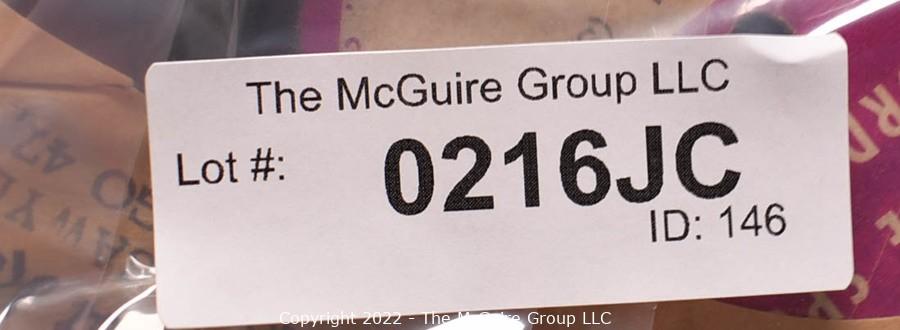 The McGuire Group LLC
Lot #: 0216JC
ID: 146
Copyright 2022 - The McGuire Group LLC